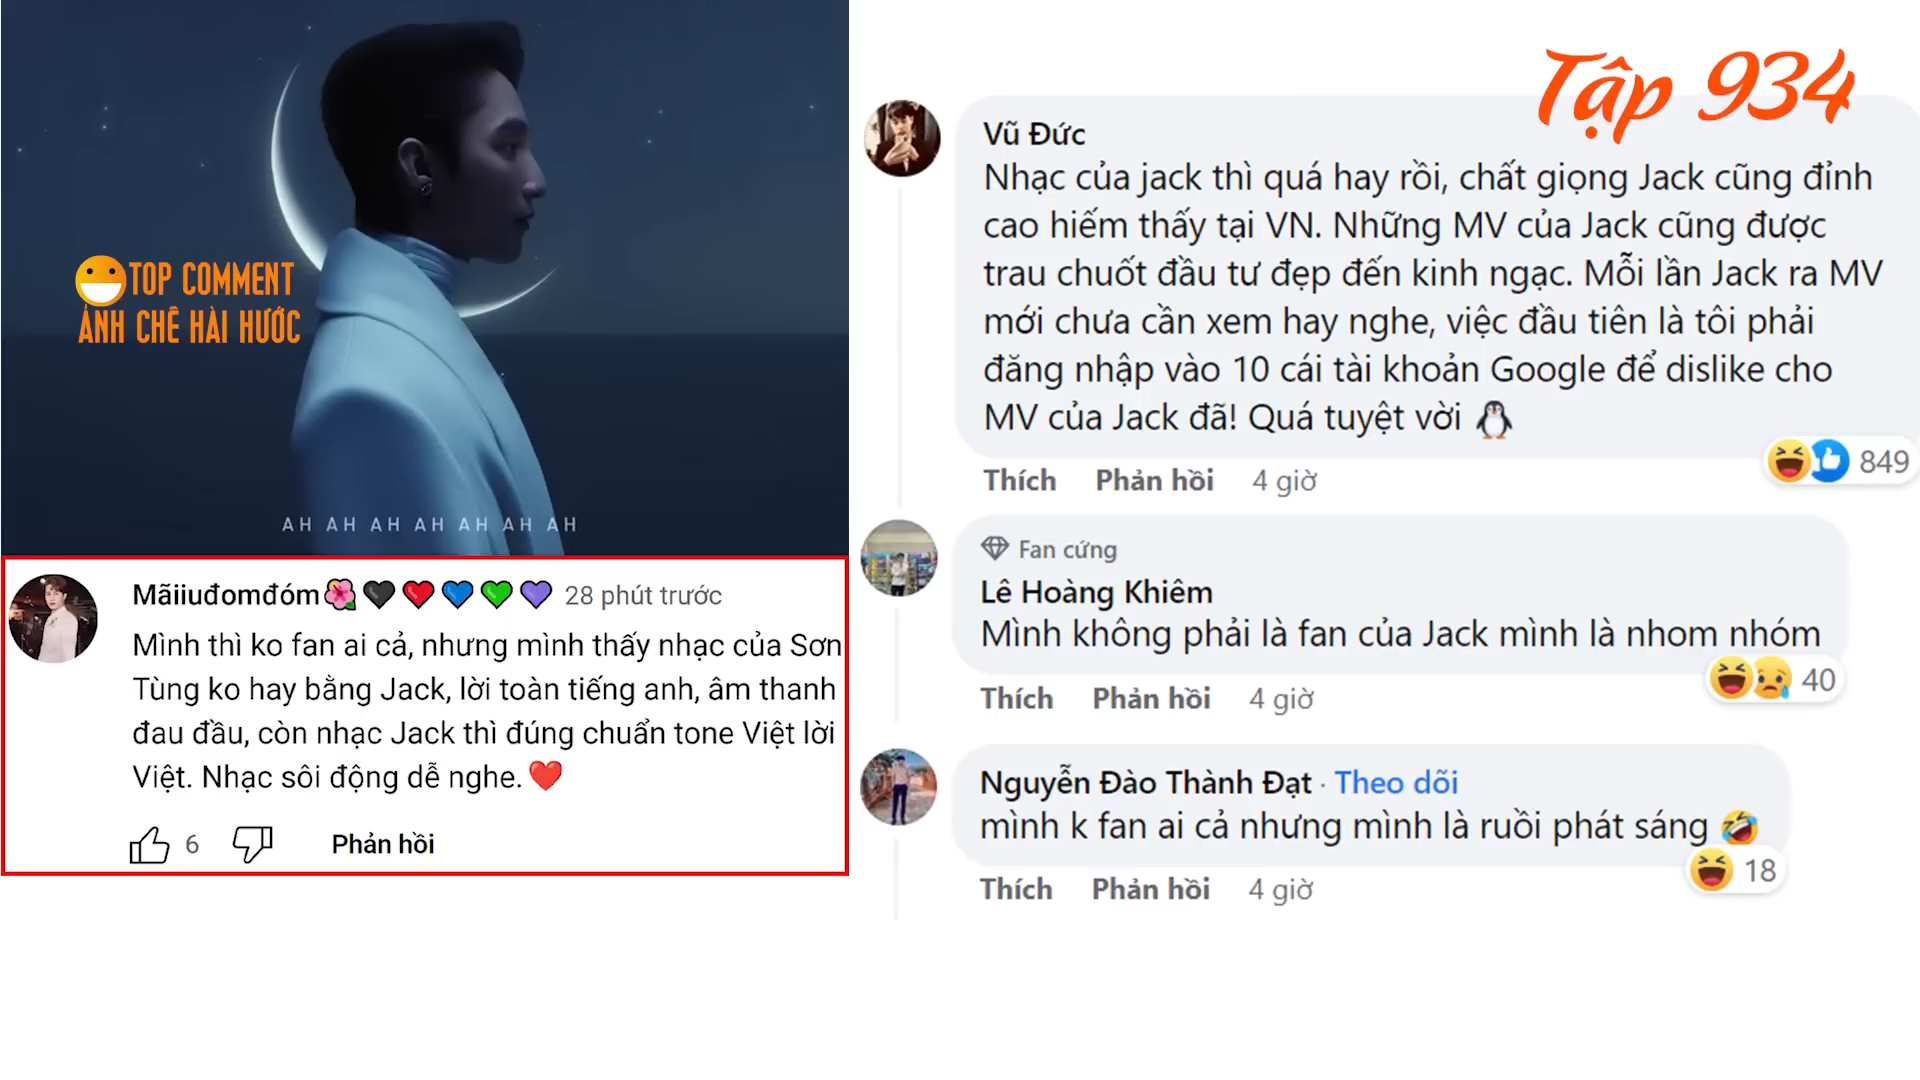 TOP COMMENT
ẢNH CHẾ HÀI HƯỚC
AH AH AH AH AH AH AH
Mãiiuđomđóm🌺🖤❤️💙💚💜 28 phút trước
Mình thì ko fan ai cả, nhưng mình thấy nhạc của Sơn
Tùng ko hay bằng Jack, lời toàn tiếng anh, âm thanh
đau đầu, còn nhạc Jack thì đúng chuẩn tone Việt lời
Việt. Nhạc sôi động dễ nghe.❤️
6 Phản hồi
Tập 934
Vũ Đức
Nhạc của jack thì quá hay rồi, chất giọng Jack cũng đỉnh
cao hiếm thấy tại VN. Những MV của Jack cũng được
trau chuốt đầu tư đẹp đến kinh ngạc. Mỗi lần Jack ra MV
mới chưa cần xem hay nghe, việc đầu tiên là tôi phải
đăng nhập vào 10 cái tài khoản Google để dislike cho
MV của Jack đã! Quá tuyệt vời 🐧
849
Thích Phản hồi 4 giờ
Fan cứng
Lê Hoàng Khiêm
Mình không phải là fan của Jack mình là nhom nhóm
40
Thích Phản hồi 4 giờ
Nguyễn Đào Thành Đạt · Theo dõi
mình k fan ai cả nhưng mình là ruồi phát sáng 🤣
18
Thích Phản hồi 4 giờ